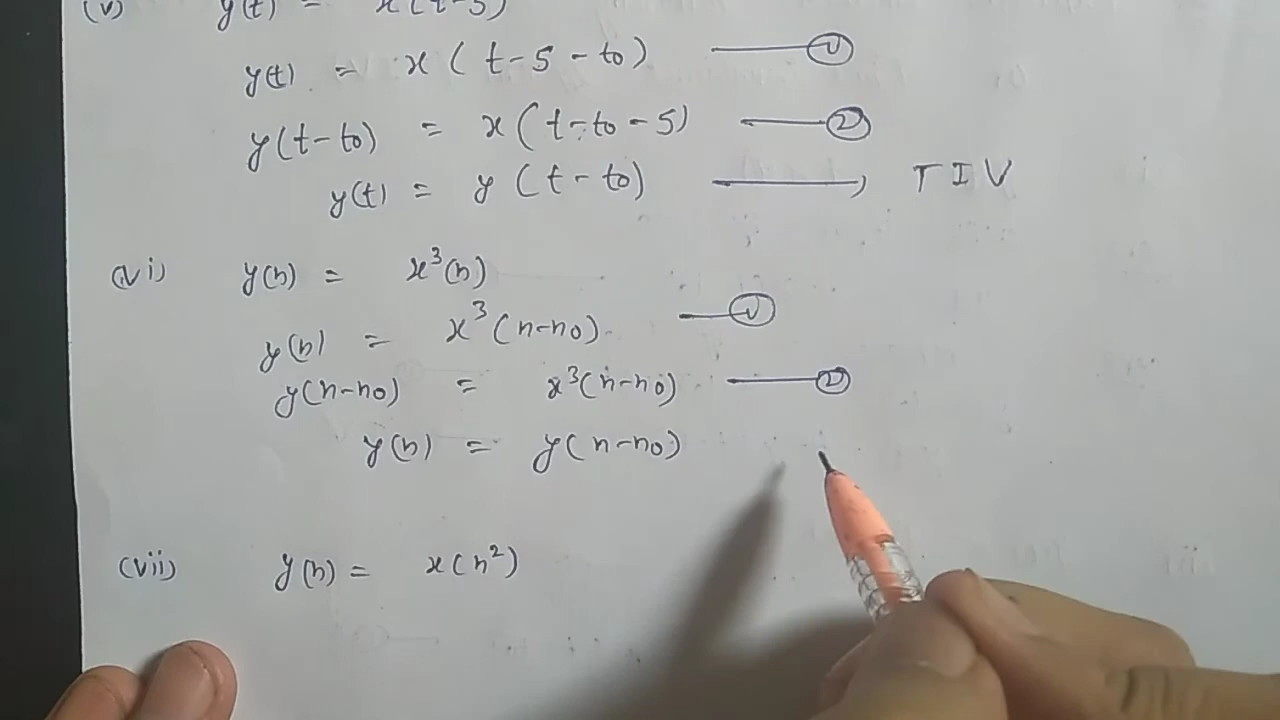 (v) y(t) = x(t-5)
y(t) = x(t-5-t0) ①
y(t-t0) = x(t-t0-5) ②
y(t) = y(t-t0) → TIV
(vi) y(n) = x³(n)
y(n) = x³(n-n0) ①
y(n-n0) = x³(n-n0) ②
y(n) = y(n-n0)
(vii) y(n) = x(n²)